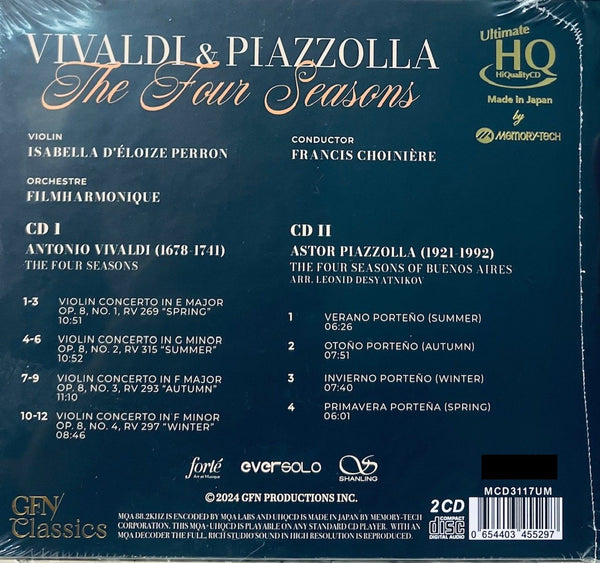 VIVALDI & PIAZZOLLA
The Four Seasons
Ultimate
HQ
HiQualityCD
Made in Japan
by
MEMORY-TECH
VIOLIN
ISABELLA D'ÉLOIZE PERRON
CONDUCTOR
FRANCIS CHOINIÈRE
ORCHESTRE
FILMHARMONIQUE
CD I
ANTONIO VIVALDI (1678-1741)
THE FOUR SEASONS
1-3 VIOLIN CONCERTO IN E MAJOR
OP. 8, NO. 1, RV 269 "SPRING"
10:51
4-6 VIOLIN CONCERTO IN G MINOR
OP. 8, NO. 2, RV 315 "SUMMER"
10:52
7-9 VIOLIN CONCERTO IN F MAJOR
OP. 8, NO. 3, RV 293 "AUTUMN"
11:10
10-12 VIOLIN CONCERTO IN F MINOR
OP. 8, NO. 4, RV 297 "WINTER"
08:46
CD II
ASTOR PIAZZOLLA (1921-1992)
THE FOUR SEASONS OF BUENOS AIRES
ARR. LEONID DESYATNIKOV
1 VERANO PORTEÑO (SUMMER)
06:26
2 OTOÑO PORTEÑO (AUTUMN)
07:51
3 INVIERNO PORTEÑO (WINTER)
07:40
4 PRIMAVERA PORTEÑA (SPRING)
06:01
forté
Art et Musique
eversolo
SHANLING
GFN
Classics
©2024 GFN PRODUCTIONS INC.
MQA 88.2KHZ IS ENCODED BY MQA LABS AND UHQCD IS MADE IN JAPAN BY MEMORY-TECH
CORPORATION. THIS MQA-UHQCD IS PLAYABLE ON ANY STANDARD CD PLAYER. WITH AN
MQA DECODER THE FULL, RICH STUDIO SOUND IN HIGH RESOLUTION IS REPRODUCED.
2CD
COMPACT
disc
DIGITAL AUDIO
MCD3117UM
0 654403 455297